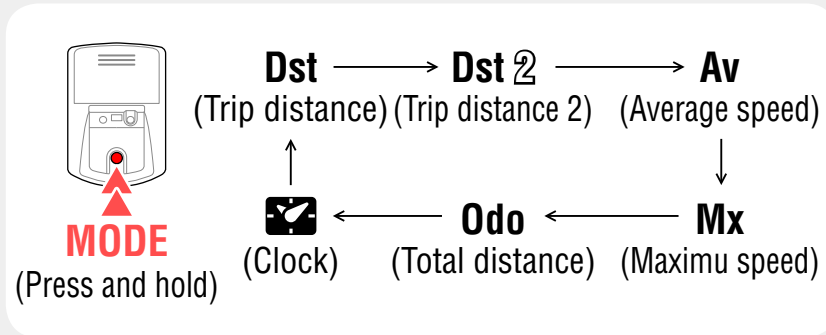 Dst
Dst 2
Av
(Trip distance)
(Trip distance 2)
(Average speed)
MODE
(Press and hold)
(Clock)
Odo
(Total distance)
Mx
(Maximu speed)